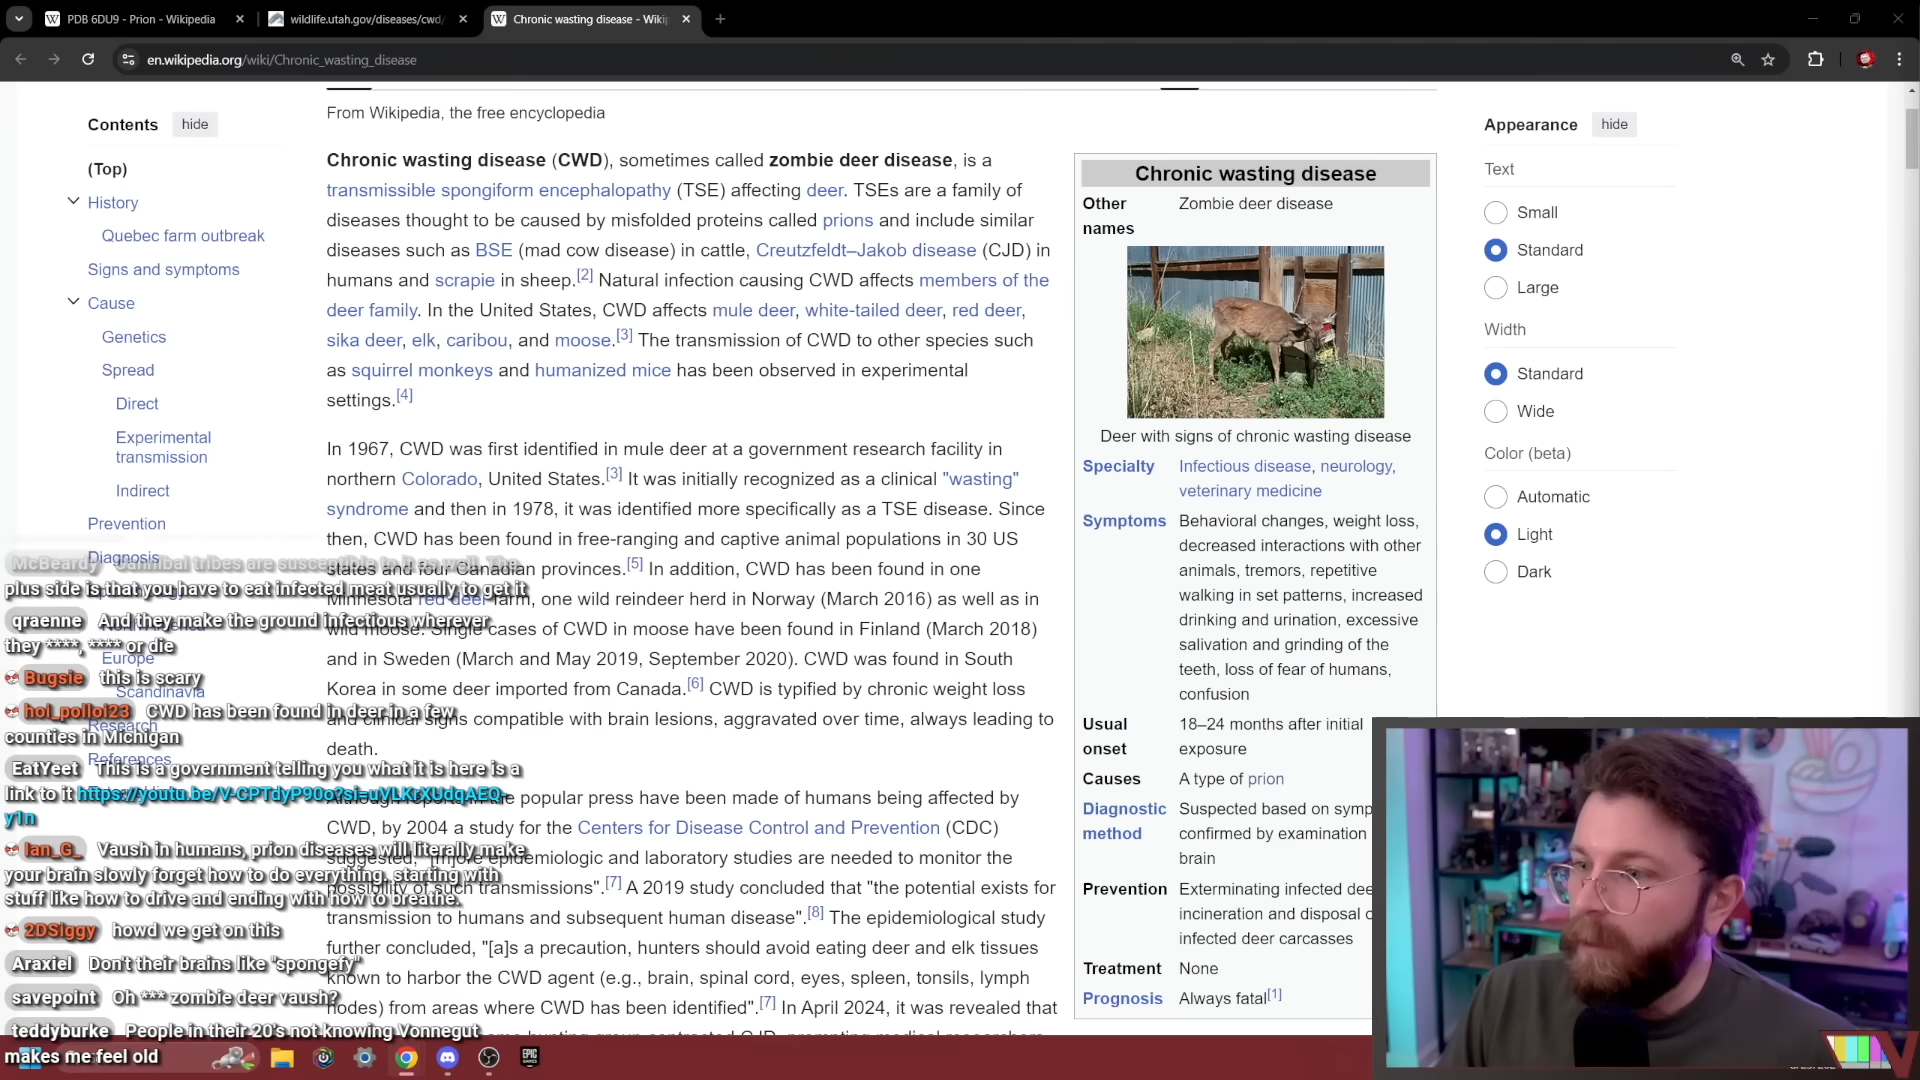 PDB 6DU9 - Prion - Wikipedia
wildlife.utah.gov/diseases/cwd/
Chronic wasting disease - Wiki
en.wikipedia.org/wiki/Chronic_wasting_disease
Contents
hide
(Top)
History
Quebec farm outbreak
Signs and symptoms
Cause
Genetics
Spread
Direct
Experimental
transmission
Indirect
Prevention
Diagnosis
Europe
Scandinavia
Research
References
From Wikipedia, the free encyclopedia
Chronic wasting disease (CWD), sometimes called zombie deer disease, is a
transmissible spongiform encephalopathy (TSE) affecting deer. TSEs are a family of
diseases thought to be caused by misfolded proteins called prions and include similar
diseases such as BSE (mad cow disease) in cattle, Creutzfeldt–Jakob disease (CJD) in
humans and scrapie in sheep.[2] Natural infection causing CWD affects members of the
deer family. In the United States, CWD affects mule deer, white-tailed deer, red deer,
sika deer, elk, caribou, and moose.[3] The transmission of CWD to other species such
as squirrel monkeys and humanized mice has been observed in experimental
settings.[4]
In 1967, CWD was first identified in mule deer at a government research facility in
northern Colorado, United States.[3] It was initially recognized as a clinical "wasting"
syndrome and then in 1978, it was identified more specifically as a TSE disease. Since
then, CWD has been found in free-ranging and captive animal populations in 30 US
states and four Canadian provinces.[5] In addition, CWD has been found in one
Minnesota red deer farm, one wild reindeer herd in Norway (March 2016) as well as in
wild moose. Single cases of CWD in moose have been found in Finland (March 2018)
and in Sweden (March and May 2019, September 2020). CWD was found in South
Korea in some deer imported from Canada.[6] CWD is typified by chronic weight loss
and clinical signs compatible with brain lesions, aggravated over time, always leading to
death.
Although reports in the popular press have been made of humans being affected by
CWD, by 2004 a study for the Centers for Disease Control and Prevention (CDC)
suggested, "[m]ore epidemiologic and laboratory studies are needed to monitor the
possibility of such transmissions".[7] A 2019 study concluded that "the potential exists for
transmission to humans and subsequent human disease".[8] The epidemiological study
further concluded, "[a]s a precaution, hunters should avoid eating deer and elk tissues
known to harbor the CWD agent (e.g., brain, spinal cord, eyes, spleen, tonsils, lymph
nodes) from areas where CWD has been identified".[7] In April 2024, it was revealed that
Chronic wasting disease
Other names Zombie deer disease
Deer with signs of chronic wasting disease
Specialty Infectious disease, neurology,
veterinary medicine
Symptoms Behavioral changes, weight loss,
decreased interactions with other
animals, tremors, repetitive
walking in set patterns, increased
drinking and urination, excessive
salivation and grinding of the
teeth, loss of fear of humans,
confusion
Usual onset 18–24 months after initial
exposure
Causes A type of prion
Diagnostic method Suspected based on symp
confirmed by examination
brain
Prevention Exterminating infected dee
incineration and disposal o
infected deer carcasses
Treatment None
Prognosis Always fatal[1]
Appearance
hide
Text
Small
Standard
Large
Width
Standard
Wide
Color (beta)
Automatic
Light
Dark
McBeardy Cannibal tribes are susceptible to it as well. The
plus side is that you have to eat infected meat usually to get it
qraenne And they make the ground infectious wherever
they ****, **** or die
Bugsie this is scary
hoi_polloi23 CWD has been found in deer in a few
counties in Michigan
EatYeet This is a government telling you what it is here is a
link to it https://youtu.be/V-CPTdyP90o?si=uYLKrXUdqAEQ-
y1n
Ian_G_ Vaush in humans, prion diseases will literally make
your brain slowly forget how to do everything, starting with
stuff like how to drive and ending with how to breathe.
2DSiggy howd we get on this
Araxiel Don't their brains like "spongefy"
savepoint Oh *** zombie deer vaush?
teddyburke People in their 20's not knowing Vonnegut
makes me feel old
EPIC
GAMES